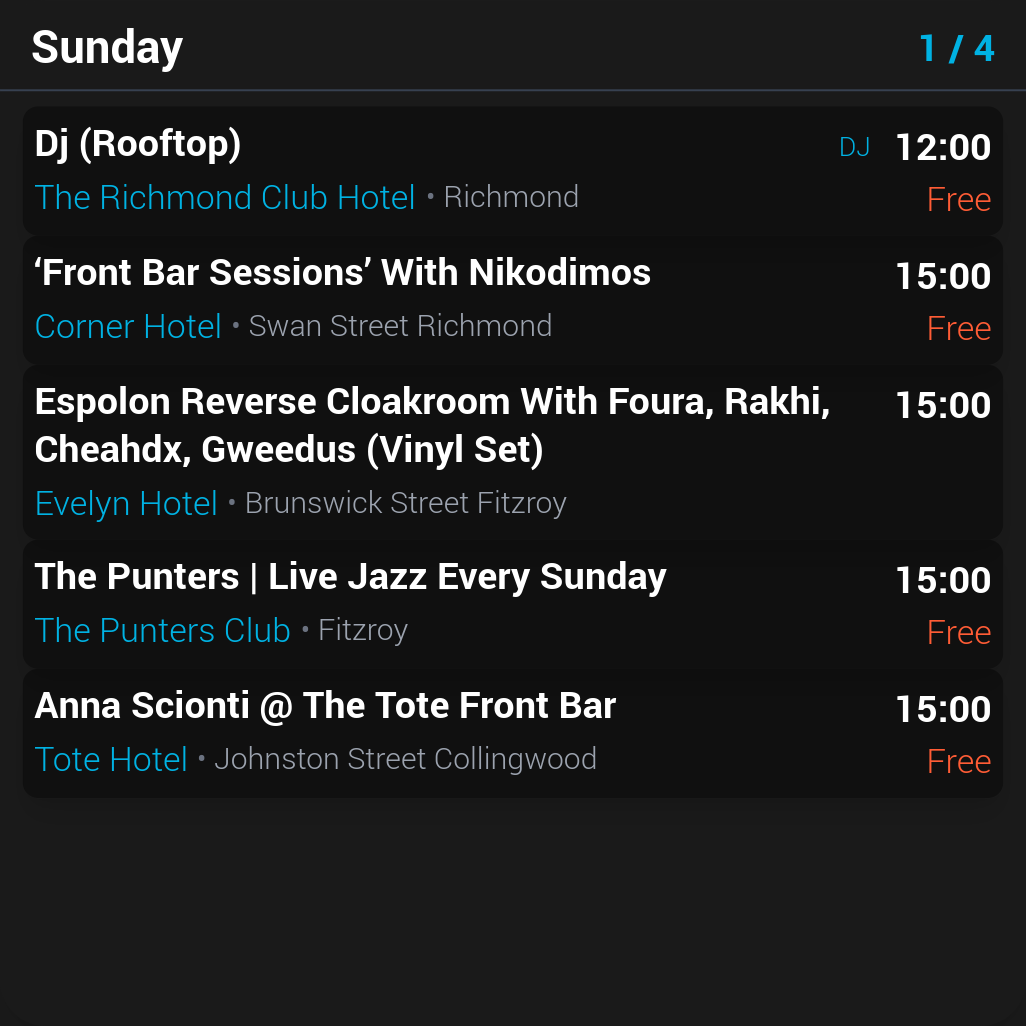 Sunday 1 / 4
Dj (Rooftop) DJ 12:00
The Richmond Club Hotel • Richmond Free
‘Front Bar Sessions’ With Nikodimos 15:00
Corner Hotel • Swan Street Richmond Free
Espolon Reverse Cloakroom With Foura, Rakhi, 15:00
Cheahdx, Gweedus (Vinyl Set)
Evelyn Hotel • Brunswick Street Fitzroy
The Punters | Live Jazz Every Sunday 15:00
The Punters Club • Fitzroy Free
Anna Scionti @ The Tote Front Bar 15:00
Tote Hotel • Johnston Street Collingwood Free